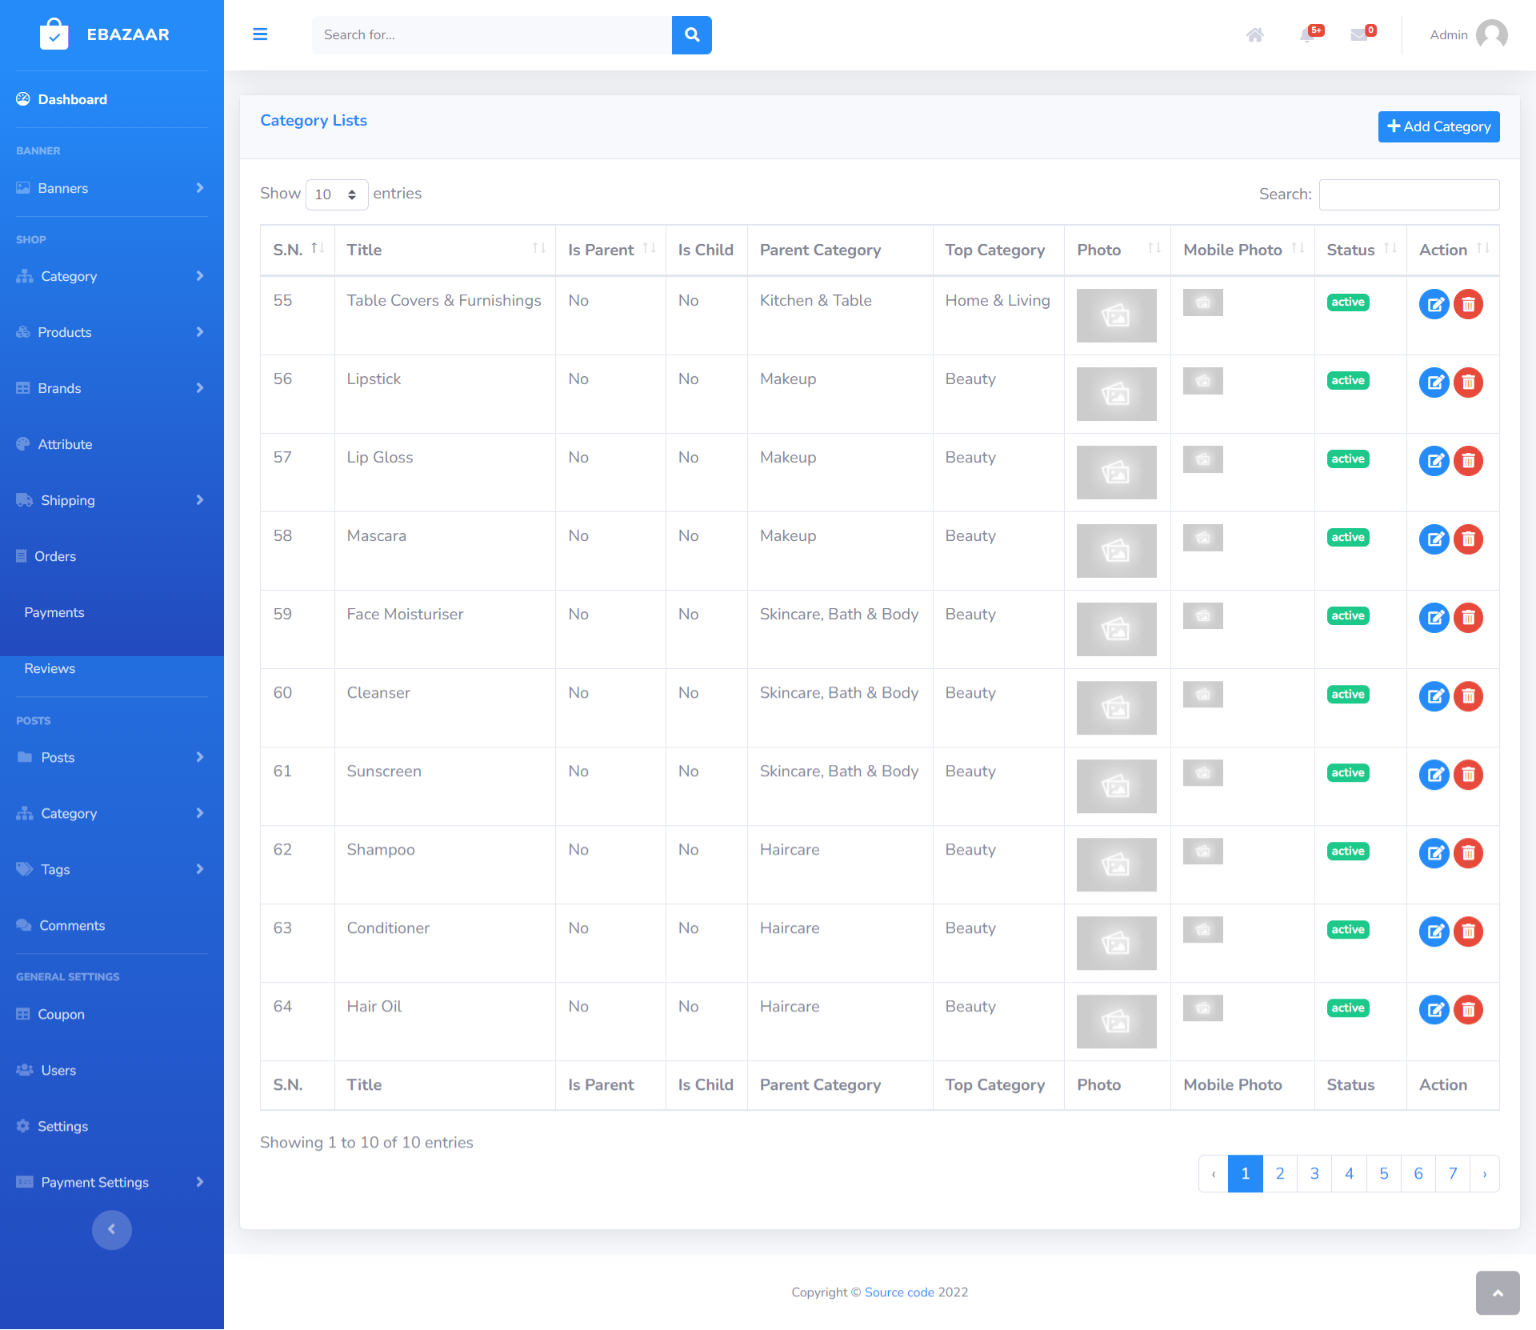 EBAZAAR
Search for...
5+
0
Admin
Dashboard
BANNER
Banners
SHOP
Category
Products
Brands
Attribute
Shipping
Orders
Payments
Reviews
POSTS
Posts
Category
Tags
Comments
GENERAL SETTINGS
Coupon
Users
Settings
Payment Settings
Category Lists
Add Category
Show 10 entries
Search:
S.N. Title Is Parent Is Child Parent Category Top Category Photo Mobile Photo Status Action
55 Table Covers & Furnishings No No Kitchen & Table Home & Living active
56 Lipstick No No Makeup Beauty active
57 Lip Gloss No No Makeup Beauty active
58 Mascara No No Makeup Beauty active
59 Face Moisturiser No No Skincare, Bath & Body Beauty active
60 Cleanser No No Skincare, Bath & Body Beauty active
61 Sunscreen No No Skincare, Bath & Body Beauty active
62 Shampoo No No Haircare Beauty active
63 Conditioner No No Haircare Beauty active
64 Hair Oil No No Haircare Beauty active
S.N. Title Is Parent Is Child Parent Category Top Category Photo Mobile Photo Status Action
Showing 1 to 10 of 10 entries
‹ 1 2 3 4 5 6 7 ›
Copyright © Source code 2022